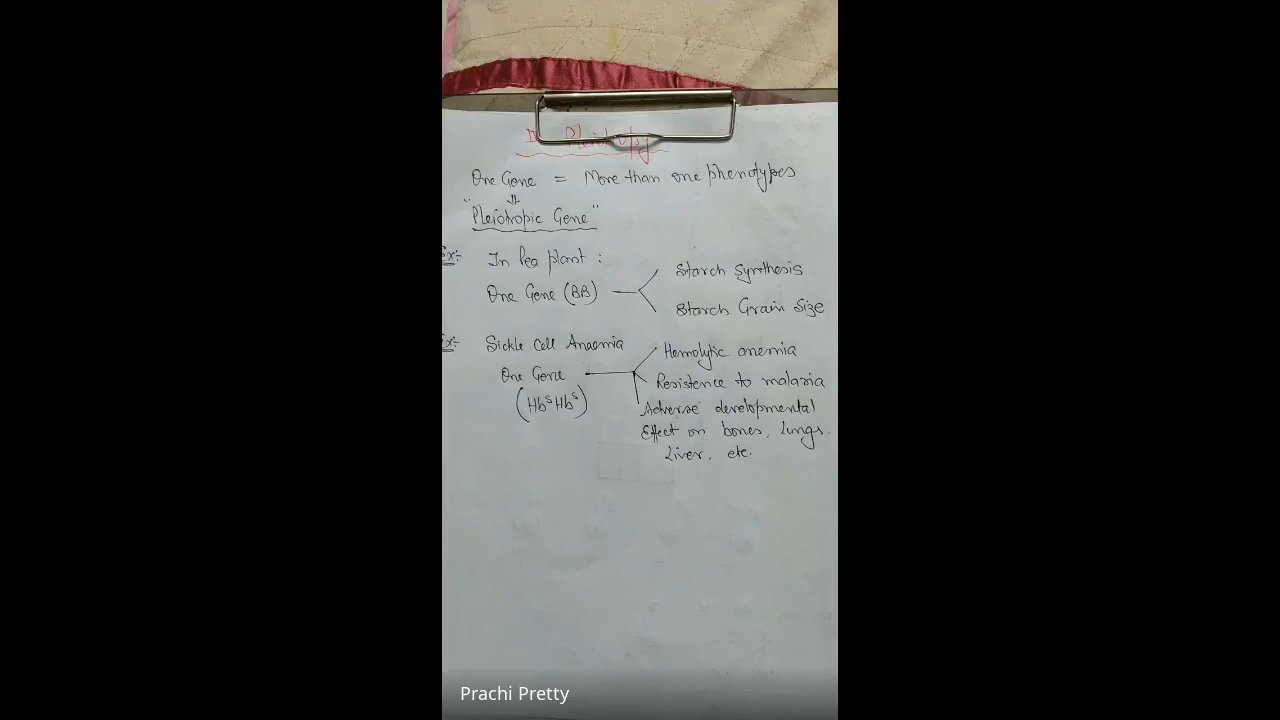 Pleiotropy
One Gene = More than one phenotypes
⇓
"Pleiotropic Gene"
Ex:- In Pea plant :
One Gene (BB)
Starch Synthesis
Starch Grain Size
Ex:- Sickle Cell Anaemia
One Gene
(HbˢHbˢ)
Hemolytic anemia
Resistence to malaria
Adverse developmental
Effect on bones, Lungs.
Liver, etc.
Prachi Pretty